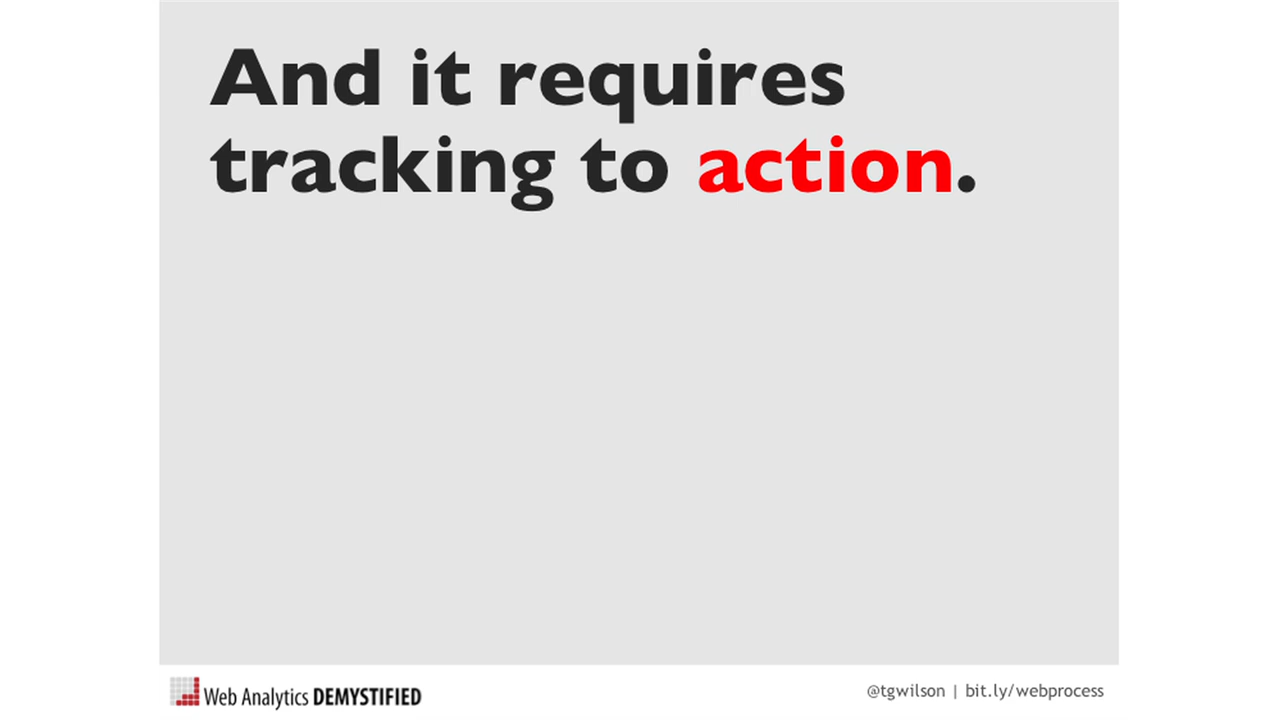 And it requires
tracking to action.
Web Analytics DEMYSTIFIED
@tgwilson | bit.ly/webprocess